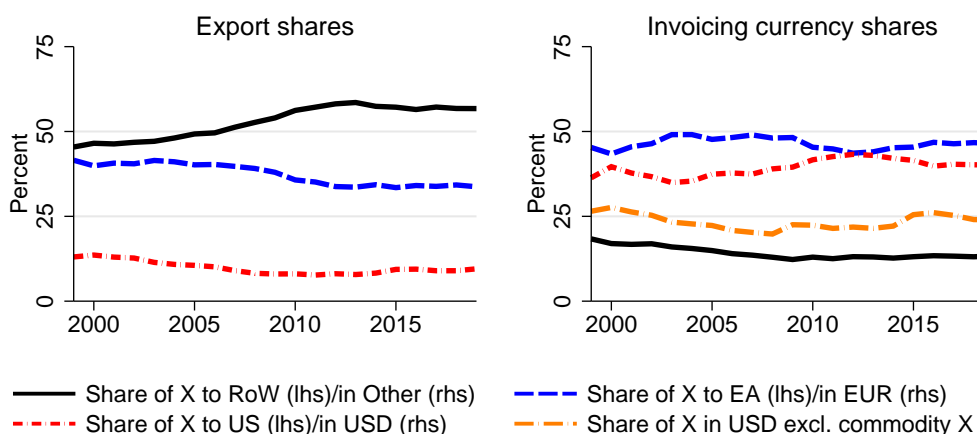 Export shares
Invoicing currency shares
75
50
25
0
Percent
2000
2005
2010
2015
75
50
25
0
Percent
2000
2005
2010
2015
Share of X to RoW (lhs)/in Other (rhs)
Share of X to EA (lhs)/in EUR (rhs)
Share of X to US (lhs)/in USD (rhs)
Share of X in USD excl. commodity X